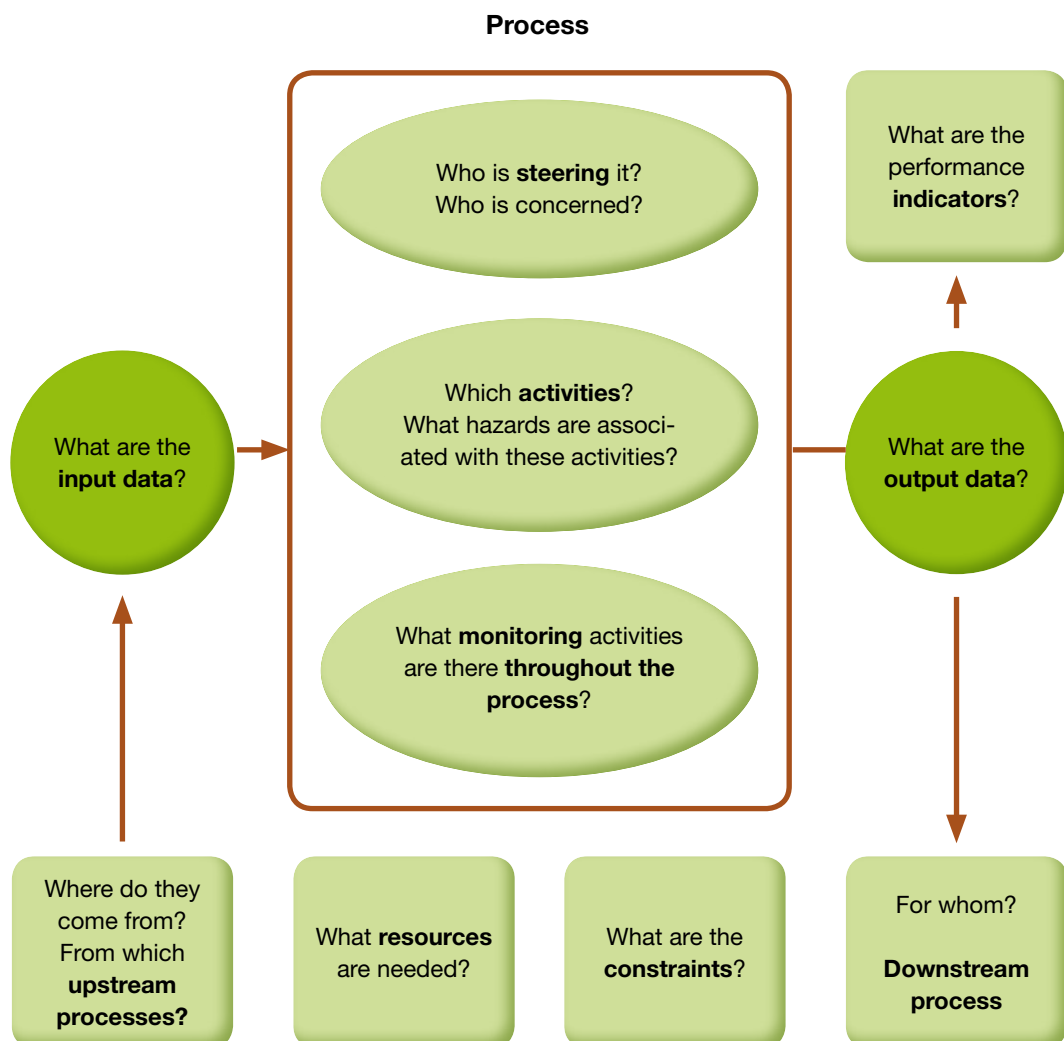 Process
Who is steering it?
Who is concerned?
What are the
performance
indicators?
What are the
input data?
Which activities?
What hazards are associ-
ated with these activities?
What are the
output data?
What monitoring activities
are there throughout the
process?
Where do they
come from?
From which
upstream
processes?
What resources
are needed?
What are the
constraints?
For whom?
Downstream
process